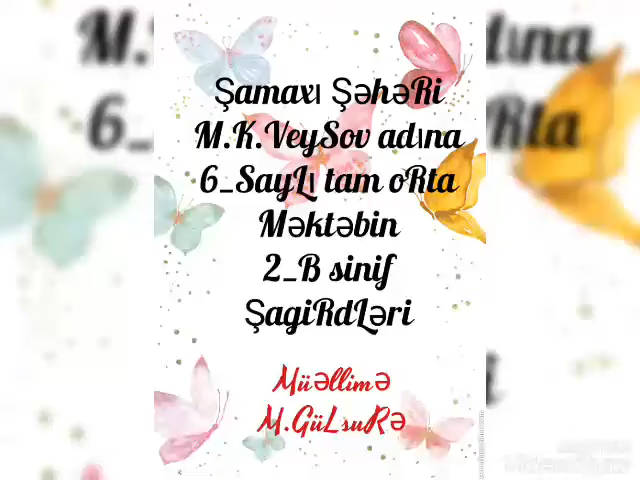 Şamaxı ŞəhəRi
M.K.VeySov adına
6_SayLı tam oRta
Məktəbin
2_B sinif
ŞagiRdLəri
Müəllimə
M.GüLsuRə